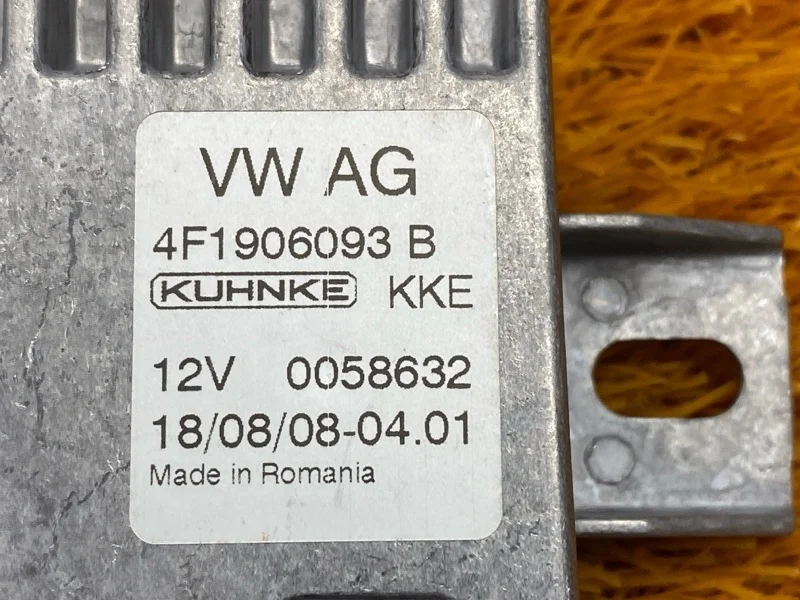 VW AG
4F1906093 B
KUHNKE KKE
12V 0058632
18/08/08-04.01
Made in Romania